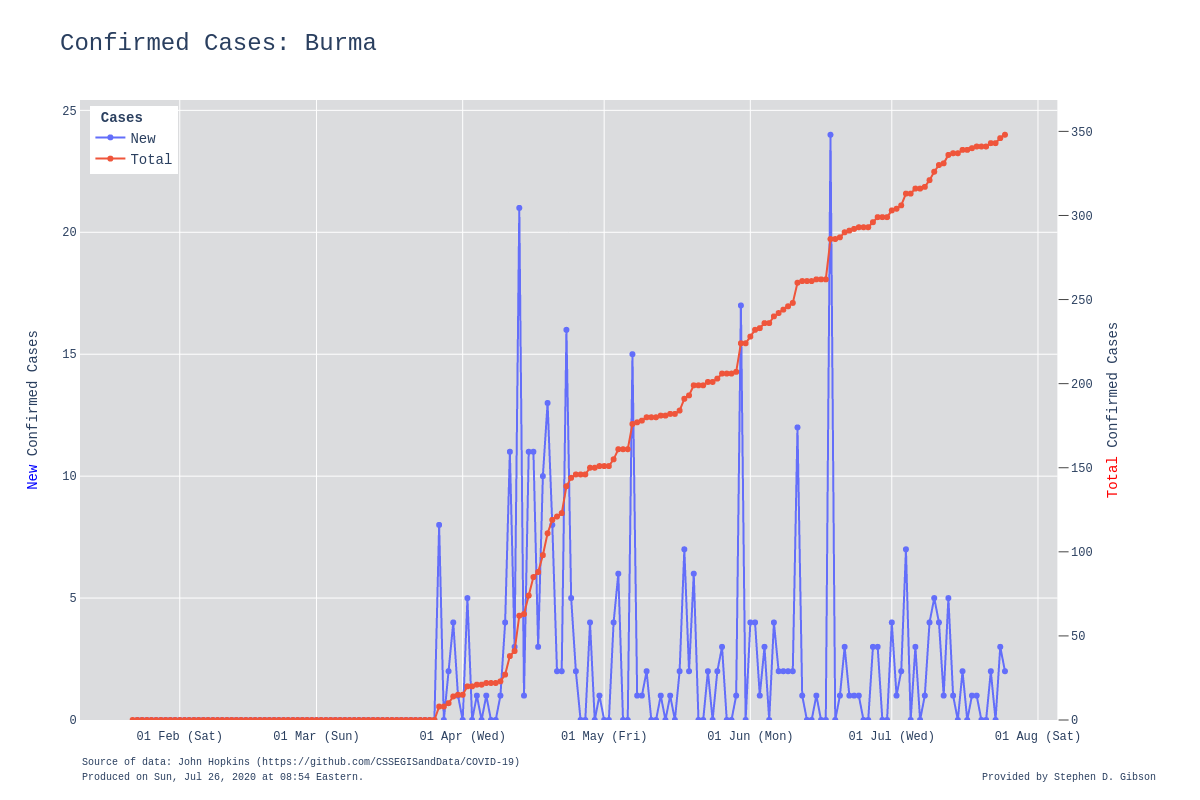 Confirmed Cases: Burma
Cases
New
Total
25
20
15
10
5
0
350
300
250
200
150
100
50
0
New Confirmed Cases
Total Confirmed Cases
01 Feb (Sat) 01 Mar (Sun) 01 Apr (Wed) 01 May (Fri) 01 Jun (Mon) 01 Jul (Wed) 01 Aug (Sat)
Source of data: John Hopkins (https://github.com/CSSEGISandData/COVID-19)
Produced on Sun, Jul 26, 2020 at 08:54 Eastern.
Provided by Stephen D. Gibson